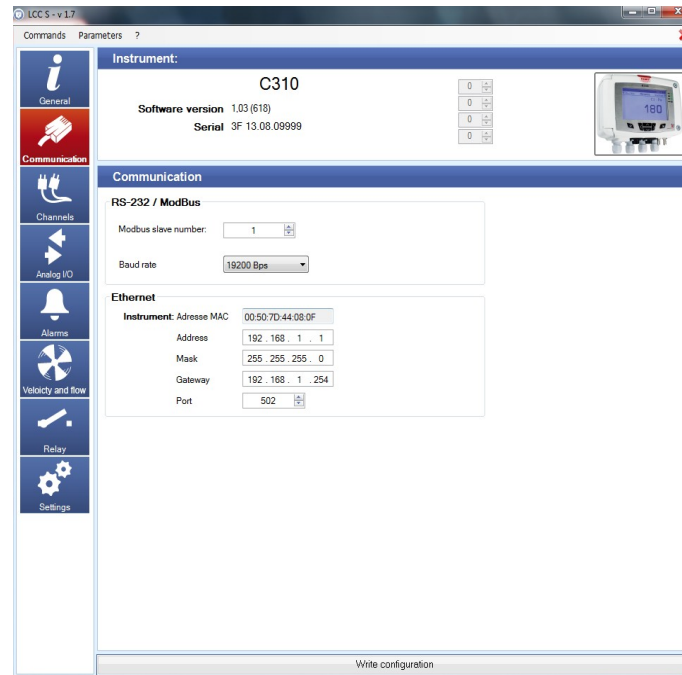 LCC S - v 1.7
Commands Parameters ?
General
Communication
Channels
Analog I/O
Alarms
Veloicty and flow
Relay
Settings
Instrument:
C310
Software version 1,03 (618)
Serial 3F 13.08.09999
0
0
0
0
180
Communication
RS-232 / ModBus
Modbus slave number: 1
Baud rate 19200 Bps
Ethernet
Instrument: Adresse MAC 00:50:7D:44:08:0F
Address 192 . 168 . 1 . 1
Mask 255 . 255 . 255 . 0
Gateway 192 . 168 . 1 . 254
Port 502
Write configuration